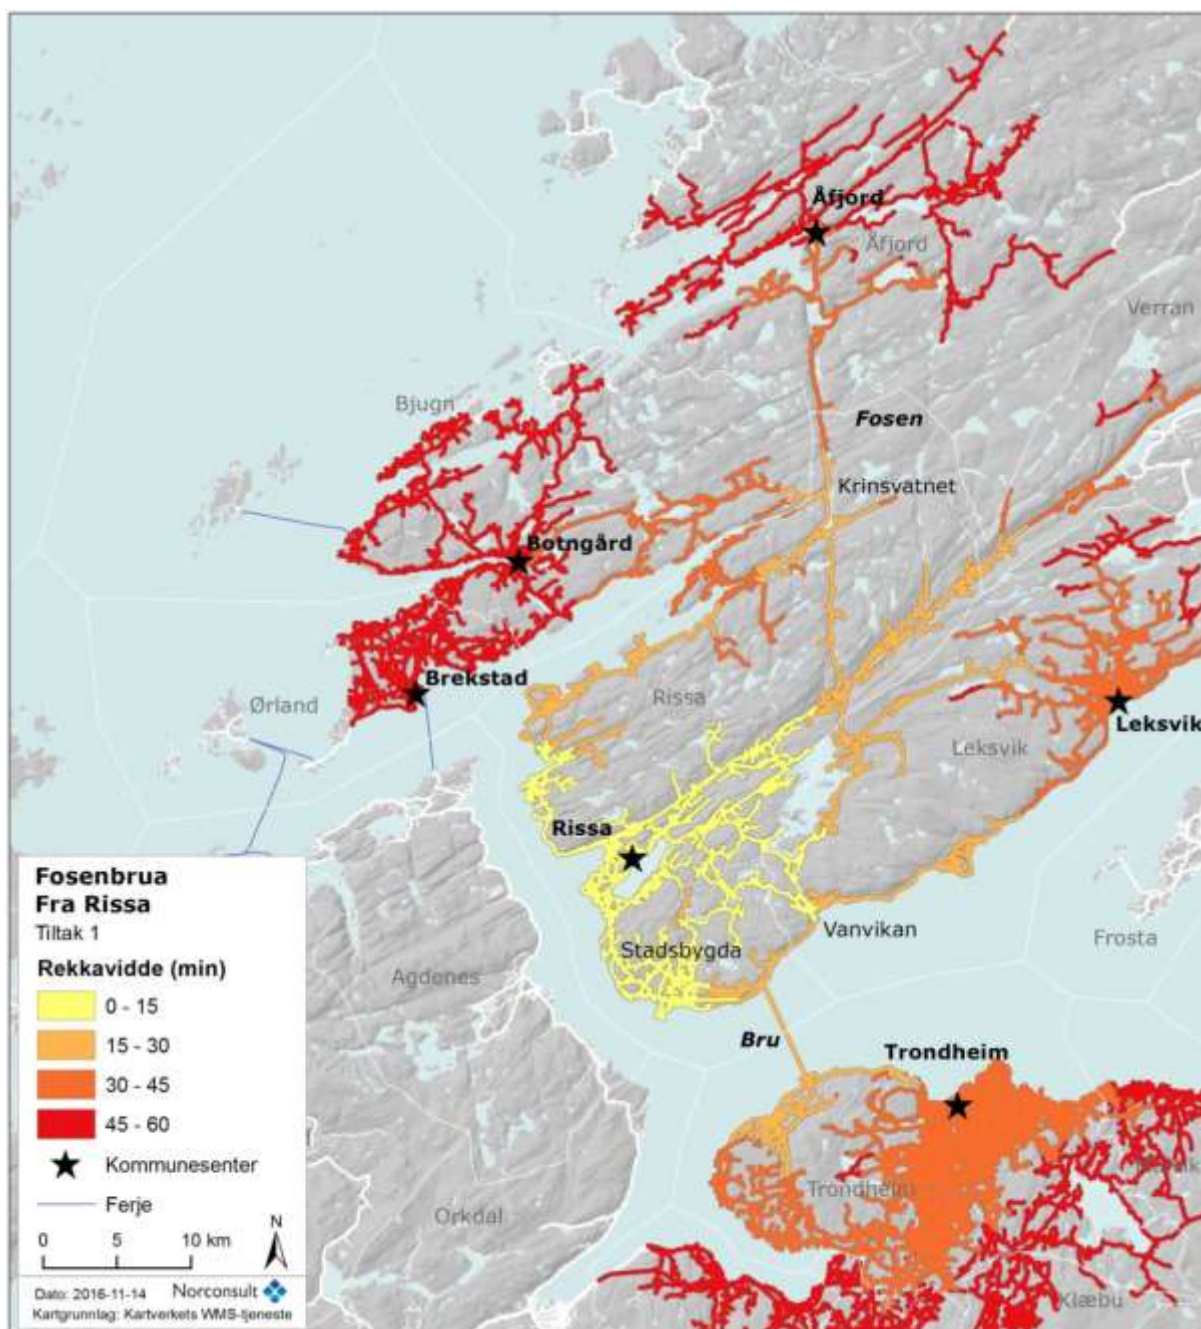 Åfjord
Åfjord
Verran
Bjugn
Fosen
Krinsvatnet
Botngård
Brekstad
Ørland
Rissa
Leksvik
Leksvik
Rissa
Vanvikan
Stadsbygda
Frosta
Agdenes
Bru
Trondheim
Trondheim
Orkdal
Klæbu
Fosenbrua
Fra Rissa
Tiltak 1
Rekkavidde (min)
0 - 15
15 - 30
30 - 45
45 - 60
Kommunesenter
Ferje
N
0 5 10 km
Dato: 2016-11-14 Norconsult
Kartgrunnlag: Kartverkets WMS-tjeneste